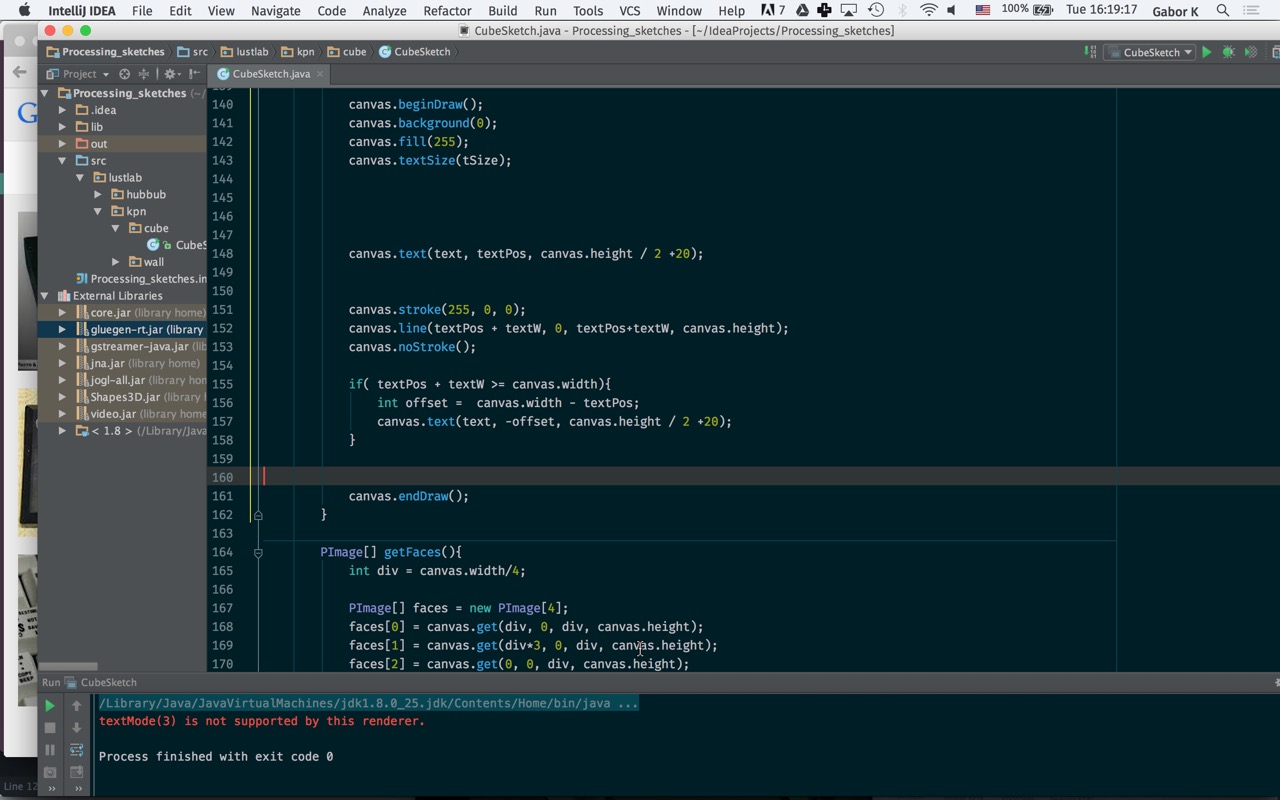 IntelliJ IDEA File Edit View Navigate Code Analyze Refactor Build Run Tools VCS Window Help 7 100% Tue 16:19:17 Gabor K
CubeSketch.java - Processing_sketches - [~/IdeaProjects/Processing_sketches]
Processing_sketches src lustlab kpn cube CubeSketch CubeSketch
Project CubeSketch.java
Processing_sketches (~/
.idea
lib
out
src
lustlab
hubbub
kpn
cube
CubeS
wall
Processing_sketches.in
External Libraries
core.jar (library home)
gluegen-rt.jar (library
gstreamer-java.jar (lib
jna.jar (library home)
jogl-all.jar (library hom
Shapes3D.jar (library h
video.jar (library home)
< 1.8 > (/Library/Java
140 canvas.beginDraw();
141 canvas.background(0);
142 canvas.fill(255);
143 canvas.textSize(tSize);
144
145
146
147
148 canvas.text(text, textPos, canvas.height / 2 +20);
149
150
151 canvas.stroke(255, 0, 0);
152 canvas.line(textPos + textW, 0, textPos+textW, canvas.height);
153 canvas.noStroke();
154
155 if( textPos + textW >= canvas.width){
156 int offset =  canvas.width - textPos;
157 canvas.text(text, -offset, canvas.height / 2 +20);
158 }
159
160
161 canvas.endDraw();
162 }
163
164 PImage[] getFaces(){
165 int div = canvas.width/4;
166
167 PImage[] faces = new PImage[4];
168 faces[0] = canvas.get(div, 0, div, canvas.height);
169 faces[1] = canvas.get(div*3, 0, div, canvas.height);
170 faces[2] = canvas.get(0, 0, div, canvas.height);
Run CubeSketch
/Library/Java/JavaVirtualMachines/jdk1.8.0_25.jdk/Contents/Home/bin/java ...
textMode(3) is not supported by this renderer.
Process finished with exit code 0
Line 12